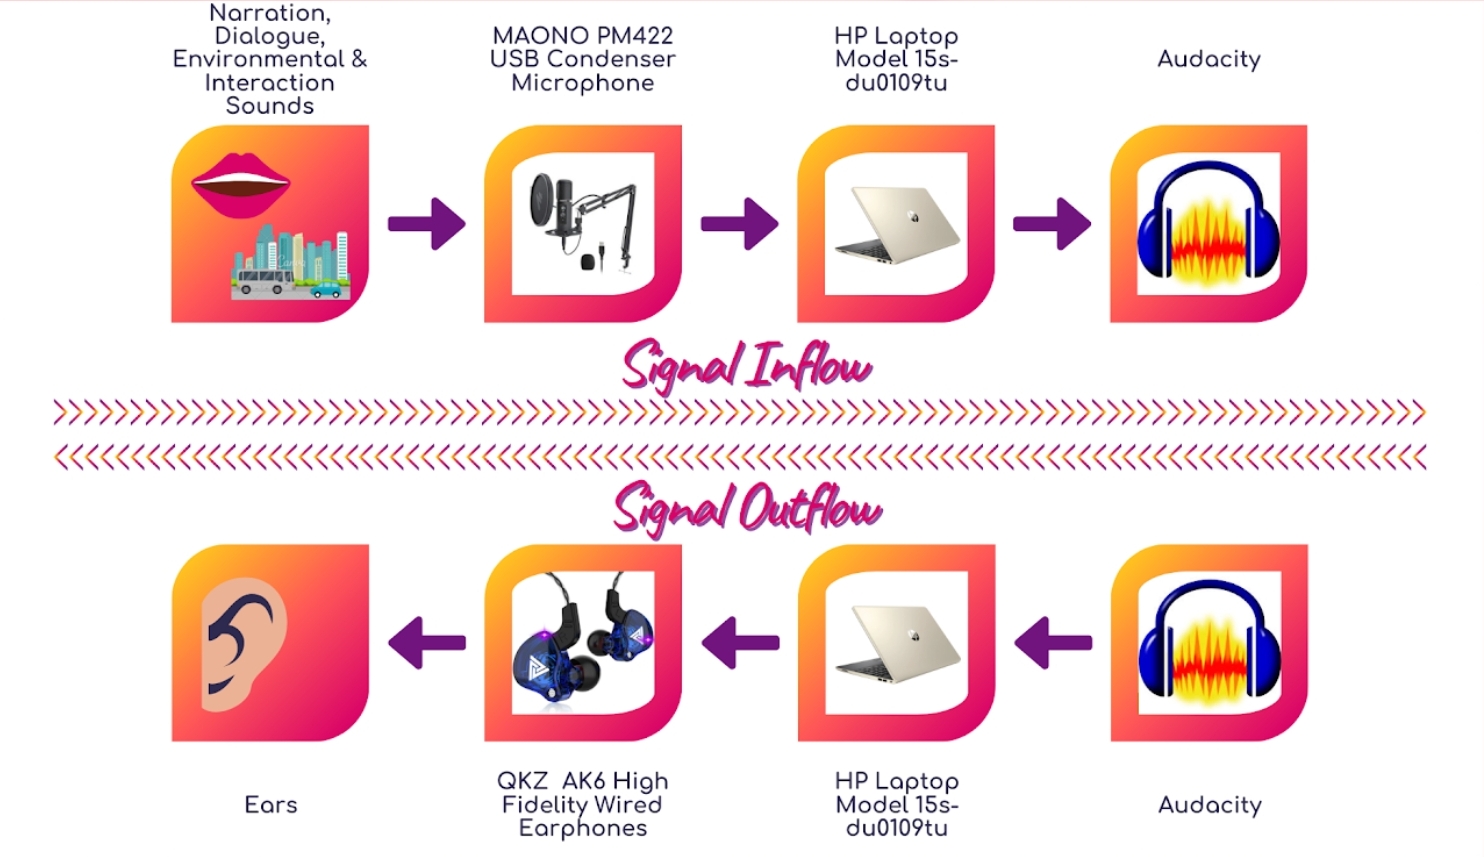 Narration,
Dialogue,
Environmental &
Interaction
Sounds
MAONO PM422
USB Condenser
Microphone
HP Laptop
Model 15s-
du0109tu
Audacity
Canva
Signal Inflow
Signal Outflow
Ears
QKZ AK6 High
Fidelity Wired
Earphones
HP Laptop
Model 15s-
du0109tu
Audacity